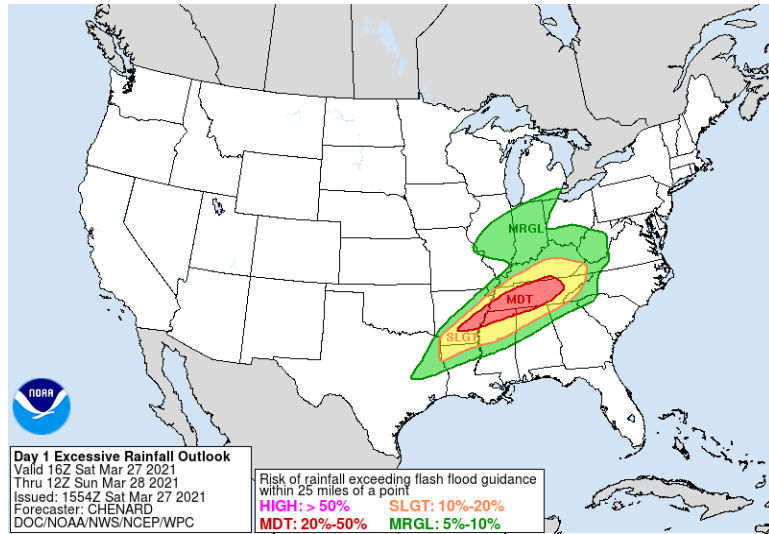 MRGL
MDT
SLGT
NOAA
Day 1 Excessive Rainfall Outlook
Valid 16Z Sat Mar 27 2021
Thru 12Z Sun Mar 28 2021
Issued: 1554Z Sat Mar 27 2021
Forecaster: CHENARD
DOC/NOAA/NWS/NCEP/WPC
Risk of rainfall exceeding flash flood guidance
within 25 miles of a point
HIGH: > 50% SLGT: 10%-20%
MDT: 20%-50% MRGL: 5%-10%